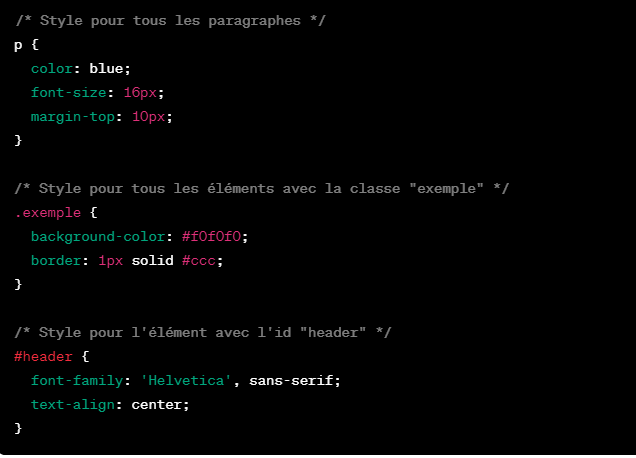 /* Style pour tous les paragraphes */
p {
  color: blue;
  font-size: 16px;
  margin-top: 10px;
}

/* Style pour tous les éléments avec la classe "exemple" */
.exemple {
  background-color: #f0f0f0;
  border: 1px solid #ccc;
}

/* Style pour l'élément avec l'id "header" */
#header {
  font-family: 'Helvetica', sans-serif;
  text-align: center;
}